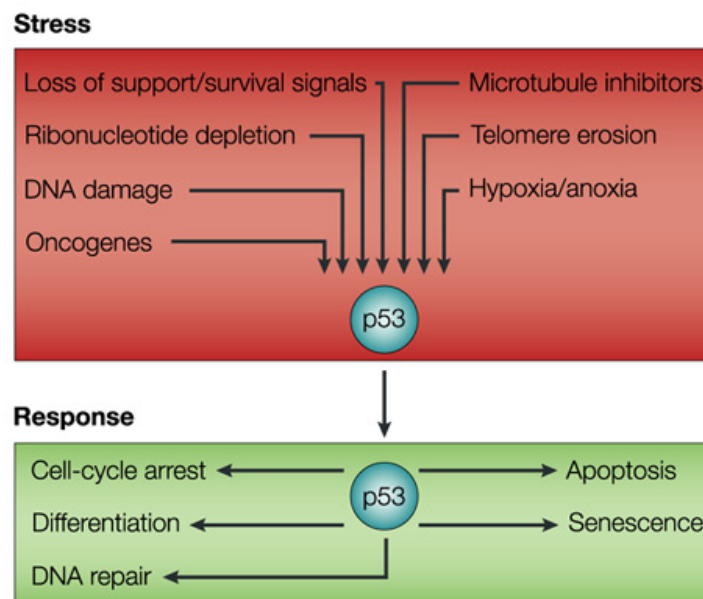 Stress
Loss of support/survival signals
Microtubule inhibitors
Ribonucleotide depletion
Telomere erosion
DNA damage
Hypoxia/anoxia
Oncogenes
p53
Response
Cell-cycle arrest
p53
Apoptosis
Differentiation
Senescence
DNA repair